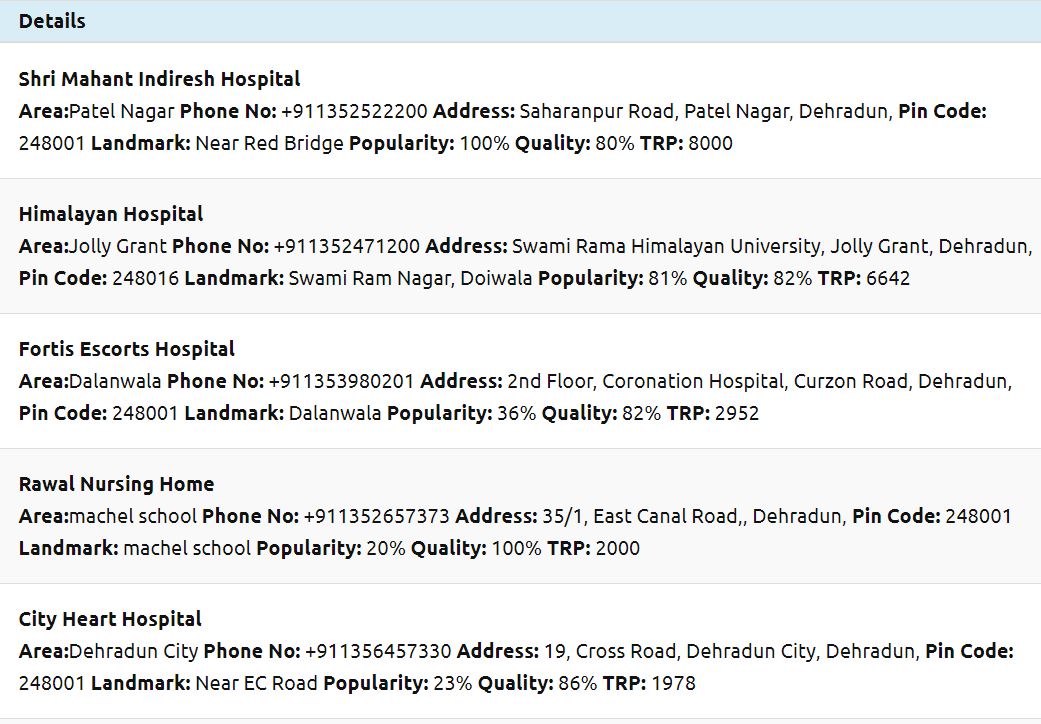 Details
Shri Mahant Indiresh Hospital
Area:Patel Nagar Phone No: +911352522200 Address: Saharanpur Road, Patel Nagar, Dehradun, Pin Code:
248001 Landmark: Near Red Bridge Popularity: 100% Quality: 80% TRP: 8000
Himalayan Hospital
Area:Jolly Grant Phone No: +911352471200 Address: Swami Rama Himalayan University, Jolly Grant, Dehradun,
Pin Code: 248016 Landmark: Swami Ram Nagar, Doiwala Popularity: 81% Quality: 82% TRP: 6642
Fortis Escorts Hospital
Area:Dalanwala Phone No: +911353980201 Address: 2nd Floor, Coronation Hospital, Curzon Road, Dehradun,
Pin Code: 248001 Landmark: Dalanwala Popularity: 36% Quality: 82% TRP: 2952
Rawal Nursing Home
Area:machel school Phone No: +911352657373 Address: 35/1, East Canal Road,, Dehradun, Pin Code: 248001
Landmark: machel school Popularity: 20% Quality: 100% TRP: 2000
City Heart Hospital
Area:Dehradun City Phone No: +911356457330 Address: 19, Cross Road, Dehradun City, Dehradun, Pin Code:
248001 Landmark: Near EC Road Popularity: 23% Quality: 86% TRP: 1978